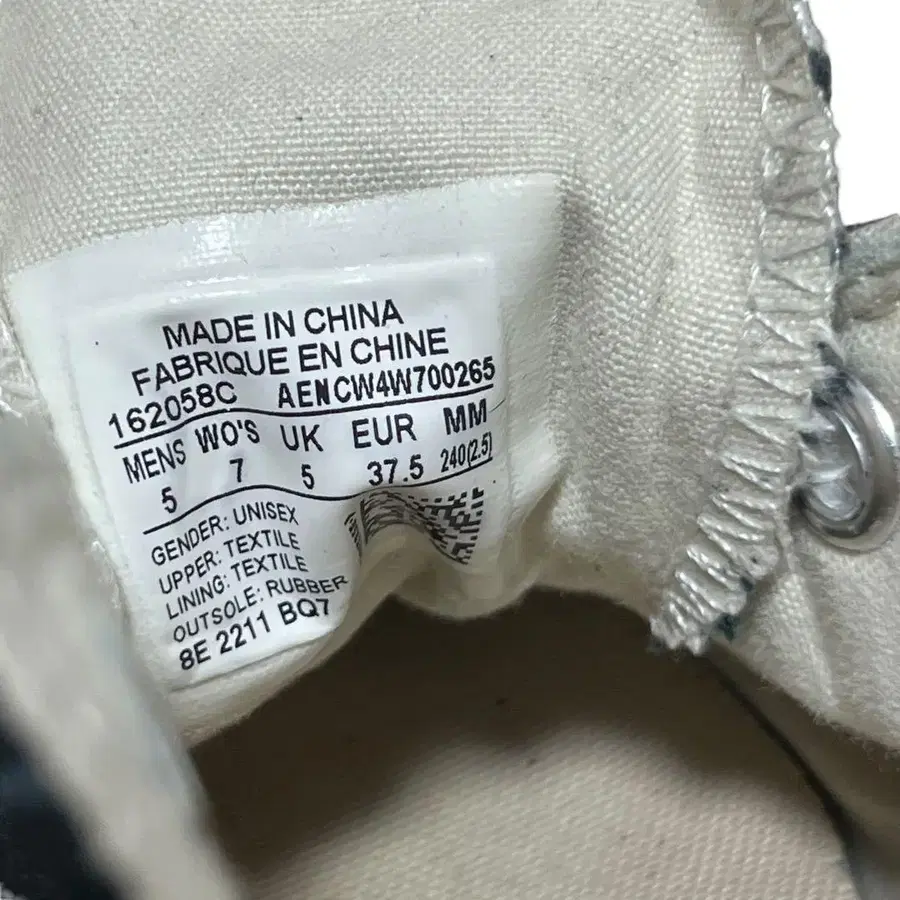 MADE IN CHINA
FABRIQUE EN CHINE
162058C AENCW4W700265
MENS WO'S UK EUR MM
5 7 5 37.5 240(2.5)
GENDER: UNISEX
UPPER: TEXTILE
LINING: TEXTILE
OUTSOLE: RUBBER
8E 2211 BQ7